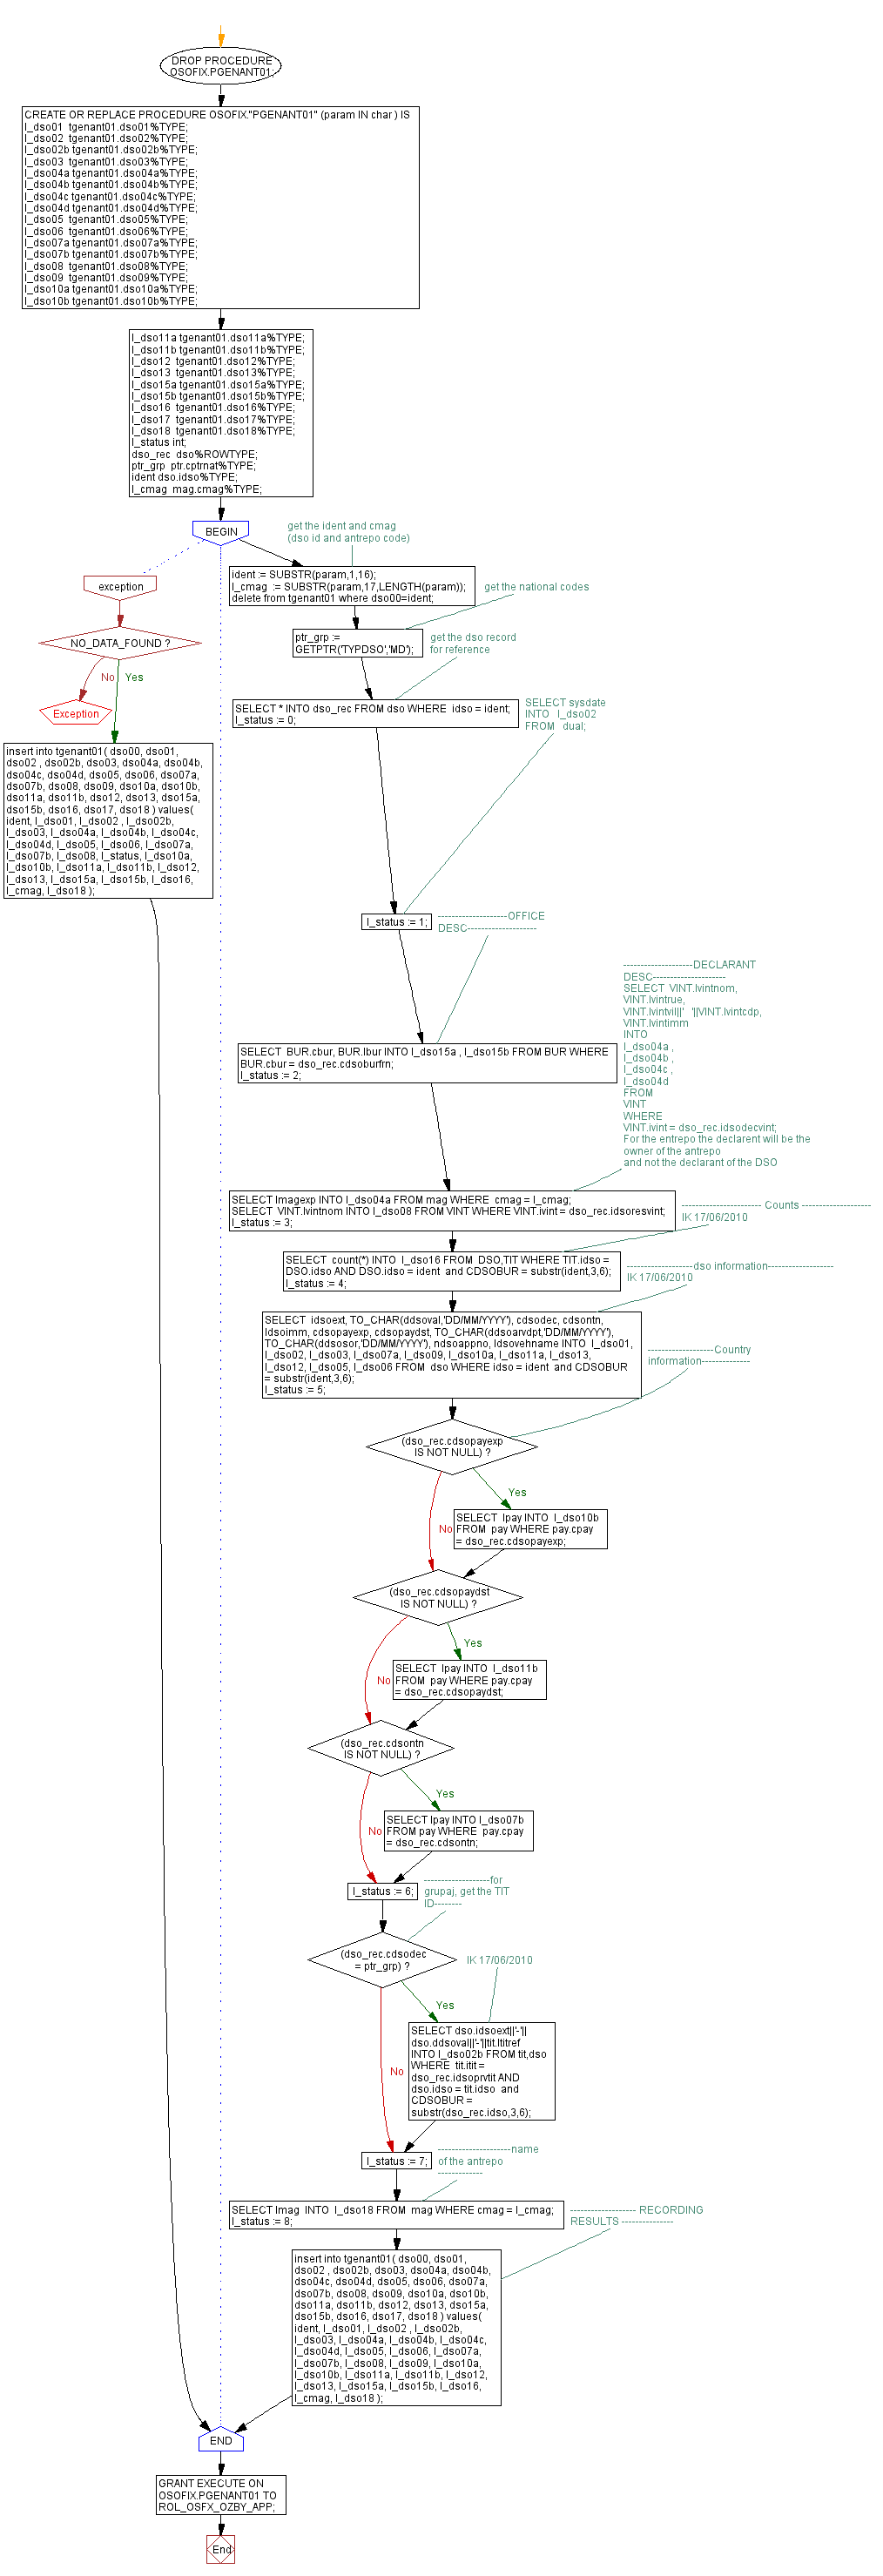 DROP PROCEDURE
OSOFIX.PGENANT01;
CREATE OR REPLACE PROCEDURE OSOFIX."PGENANT01" (param IN char ) IS
l_dso01 tgenant01.dso01%TYPE;
l_dso02 tgenant01.dso02%TYPE;
l_dso02b tgenant01.dso02b%TYPE;
l_dso03 tgenant01.dso03%TYPE;
l_dso04a tgenant01.dso04a%TYPE;
l_dso04b tgenant01.dso04b%TYPE;
l_dso04c tgenant01.dso04c%TYPE;
l_dso04d tgenant01.dso04d%TYPE;
l_dso05 tgenant01.dso05%TYPE;
l_dso06 tgenant01.dso06%TYPE;
l_dso07a tgenant01.dso07a%TYPE;
l_dso07b tgenant01.dso07b%TYPE;
l_dso08 tgenant01.dso08%TYPE;
l_dso09 tgenant01.dso09%TYPE;
l_dso10a tgenant01.dso10a%TYPE;
l_dso10b tgenant01.dso10b%TYPE;
l_dso11a tgenant01.dso11a%TYPE;
l_dso11b tgenant01.dso11b%TYPE;
l_dso12 tgenant01.dso12%TYPE;
l_dso13 tgenant01.dso13%TYPE;
l_dso15a tgenant01.dso15a%TYPE;
l_dso15b tgenant01.dso15b%TYPE;
l_dso16 tgenant01.dso16%TYPE;
l_dso17 tgenant01.dso17%TYPE;
l_dso18 tgenant01.dso18%TYPE;
l_status int;
dso_rec dso%ROWTYPE;
ptr_grp ptr.cptrnat%TYPE;
ident dso.idso%TYPE;
l_cmag mag.cmag%TYPE;
BEGIN
get the ident and cmag
(dso id and antrepo code)
exception
ident := SUBSTR(param,1,16);
l_cmag := SUBSTR(param,17,LENGTH(param));
delete from tgenant01 where dso00=ident;
get the national codes
NO_DATA_FOUND ?
ptr_grp :=
GETPTR('TYPDSO','MD');
get the dso record
for reference
No
Yes
Exception
SELECT * INTO dso_rec FROM dso WHERE idso = ident;
l_status := 0;
SELECT sysdate
INTO l_dso02
FROM dual;
insert into tgenant01( dso00, dso01,
dso02 , dso02b, dso03, dso04a, dso04b,
dso04c, dso04d, dso05, dso06, dso07a,
dso07b, dso08, dso09, dso10a, dso10b,
dso11a, dso11b, dso12, dso13, dso15a,
dso15b, dso16, dso17, dso18 ) values(
ident, l_dso01, l_dso02 , l_dso02b,
l_dso03, l_dso04a, l_dso04b, l_dso04c,
l_dso04d, l_dso05, l_dso06, l_dso07a,
l_dso07b, l_dso08, l_status, l_dso10a,
l_dso10b, l_dso11a, l_dso11b, l_dso12,
l_dso13, l_dso15a, l_dso15b, l_dso16,
l_cmag, l_dso18 );
l_status := 1;
--------------------OFFICE
DESC--------------------
--------------------DECLARANT
DESC---------------------
SELECT VINT.lvintnom,
VINT.lvintrue,
VINT.lvintvil||' '||VINT.lvintcdp,
VINT.lvintimm
INTO
l_dso04a ,
l_dso04b ,
l_dso04c ,
l_dso04d
FROM
VINT
WHERE
VINT.ivint = dso_rec.idsodecvint;
For the entrepo the declarent will be the
owner of the antrepo
and not the declarant of the DSO
SELECT BUR.cbur, BUR.lbur INTO l_dso15a , l_dso15b FROM BUR WHERE
BUR.cbur = dso_rec.cdsoburfrn;
l_status := 2;
SELECT lmagexp INTO l_dso04a FROM mag WHERE cmag = l_cmag;
SELECT VINT.lvintnom INTO l_dso08 FROM VINT WHERE VINT.ivint = dso_rec.idsoresvint;
l_status := 3;
----------------------- Counts --------------------
IK 17/06/2010
SELECT count(*) INTO l_dso16 FROM DSO,TIT WHERE TIT.idso =
DSO.idso AND DSO.idso = ident and CDSOBUR = substr(ident,3,6);
l_status := 4;
-------------------dso information-------------------
IK 17/06/2010
SELECT idsoext, TO_CHAR(ddsoval,'DD/MM/YYYY'), cdsodec, cdsontn,
ldsoimm, cdsopayexp, cdsopaydst, TO_CHAR(ddsoarvdpt,'DD/MM/YYYY'),
TO_CHAR(ddsosor,'DD/MM/YYYY'), ndsoappno, ldsovehname INTO l_dso01,
l_dso02, l_dso03, l_dso07a, l_dso09, l_dso10a, l_dso11a, l_dso13,
l_dso12, l_dso05, l_dso06 FROM dso WHERE idso = ident and CDSOBUR
= substr(ident,3,6);
l_status := 5;
-------------------Country
information--------------
(dso_rec.cdsopayexp
IS NOT NULL) ?
Yes
No
SELECT lpay INTO l_dso10b
FROM pay WHERE pay.cpay
= dso_rec.cdsopayexp;
(dso_rec.cdsopaydst
IS NOT NULL) ?
Yes
No
SELECT lpay INTO l_dso11b
FROM pay WHERE pay.cpay
= dso_rec.cdsopaydst;
(dso_rec.cdsontn
IS NOT NULL) ?
Yes
No
SELECT lpay INTO l_dso07b
FROM pay WHERE pay.cpay
= dso_rec.cdsontn;
l_status := 6;
-------------------for
grupaj, get the TIT
ID--------
(dso_rec.cdsodec
= ptr_grp) ?
IK 17/06/2010
Yes
No
SELECT dso.idsoext||'-'||
dso.ddsoval||'-'||tit.ltitref
INTO l_dso02b FROM tit,dso
WHERE tit.itit =
dso_rec.idsoprvtit AND
dso.idso = tit.idso and
CDSOBUR =
substr(dso_rec.idso,3,6);
l_status := 7;
---------------------name
of the antrepo
-------------
SELECT lmag INTO l_dso18 FROM mag WHERE cmag = l_cmag;
l_status := 8;
------------------- RECORDING
RESULTS ---------------
insert into tgenant01( dso00, dso01,
dso02 , dso02b, dso03, dso04a, dso04b,
dso04c, dso04d, dso05, dso06, dso07a,
dso07b, dso08, dso09, dso10a, dso10b,
dso11a, dso11b, dso12, dso13, dso15a,
dso15b, dso16, dso17, dso18 ) values(
ident, l_dso01, l_dso02 , l_dso02b,
l_dso03, l_dso04a, l_dso04b, l_dso04c,
l_dso04d, l_dso05, l_dso06, l_dso07a,
l_dso07b, l_dso08, l_dso09, l_dso10a,
l_dso10b, l_dso11a, l_dso11b, l_dso12,
l_dso13, l_dso15a, l_dso15b, l_dso16,
l_cmag, l_dso18 );
END
GRANT EXECUTE ON
OSOFIX.PGENANT01 TO
ROL_OSFX_OZBY_APP;
End